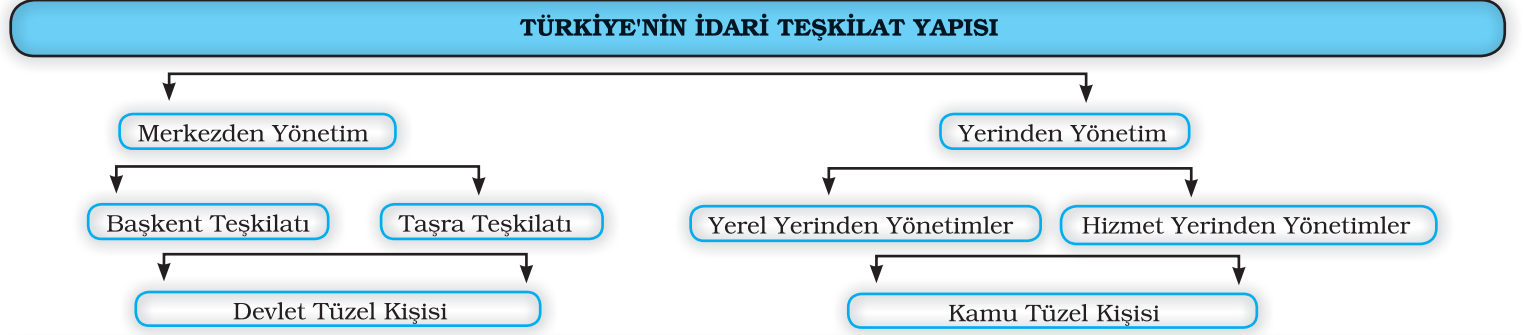 TÜRKİYE'NİN İDARİ TEŞKİLAT YAPISI
Merkezden Yönetim
Yerinden Yönetim
Başkent Teşkilatı
Taşra Teşkilatı
Yerel Yerinden Yönetimler
Hizmet Yerinden Yönetimler
Devlet Tüzel Kişisi
Kamu Tüzel Kişisi